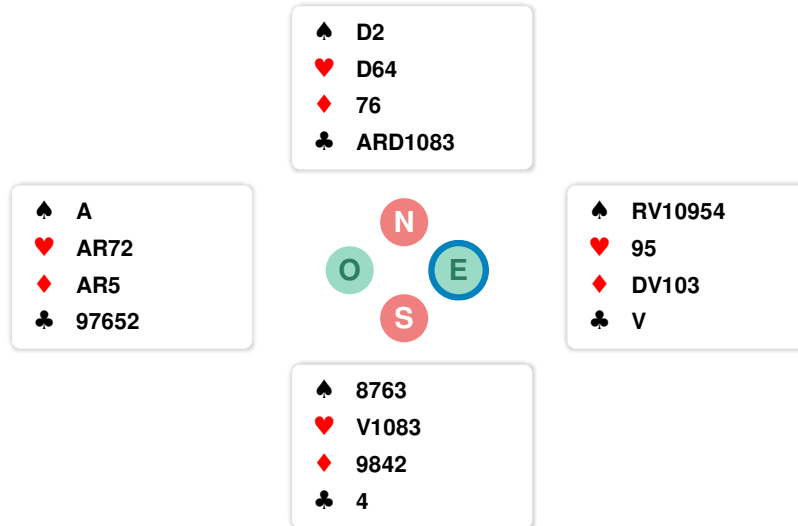 ♠ D2
♥ D64
♦ 76
♣ ARD1083
♠ A
♥ AR72
♦ AR5
♣ 97652
N
O
E
S
♠ RV10954
♥ 95
♦ DV103
♣ V
♠ 8763
♥ V1083
♦ 9842
♣ 4